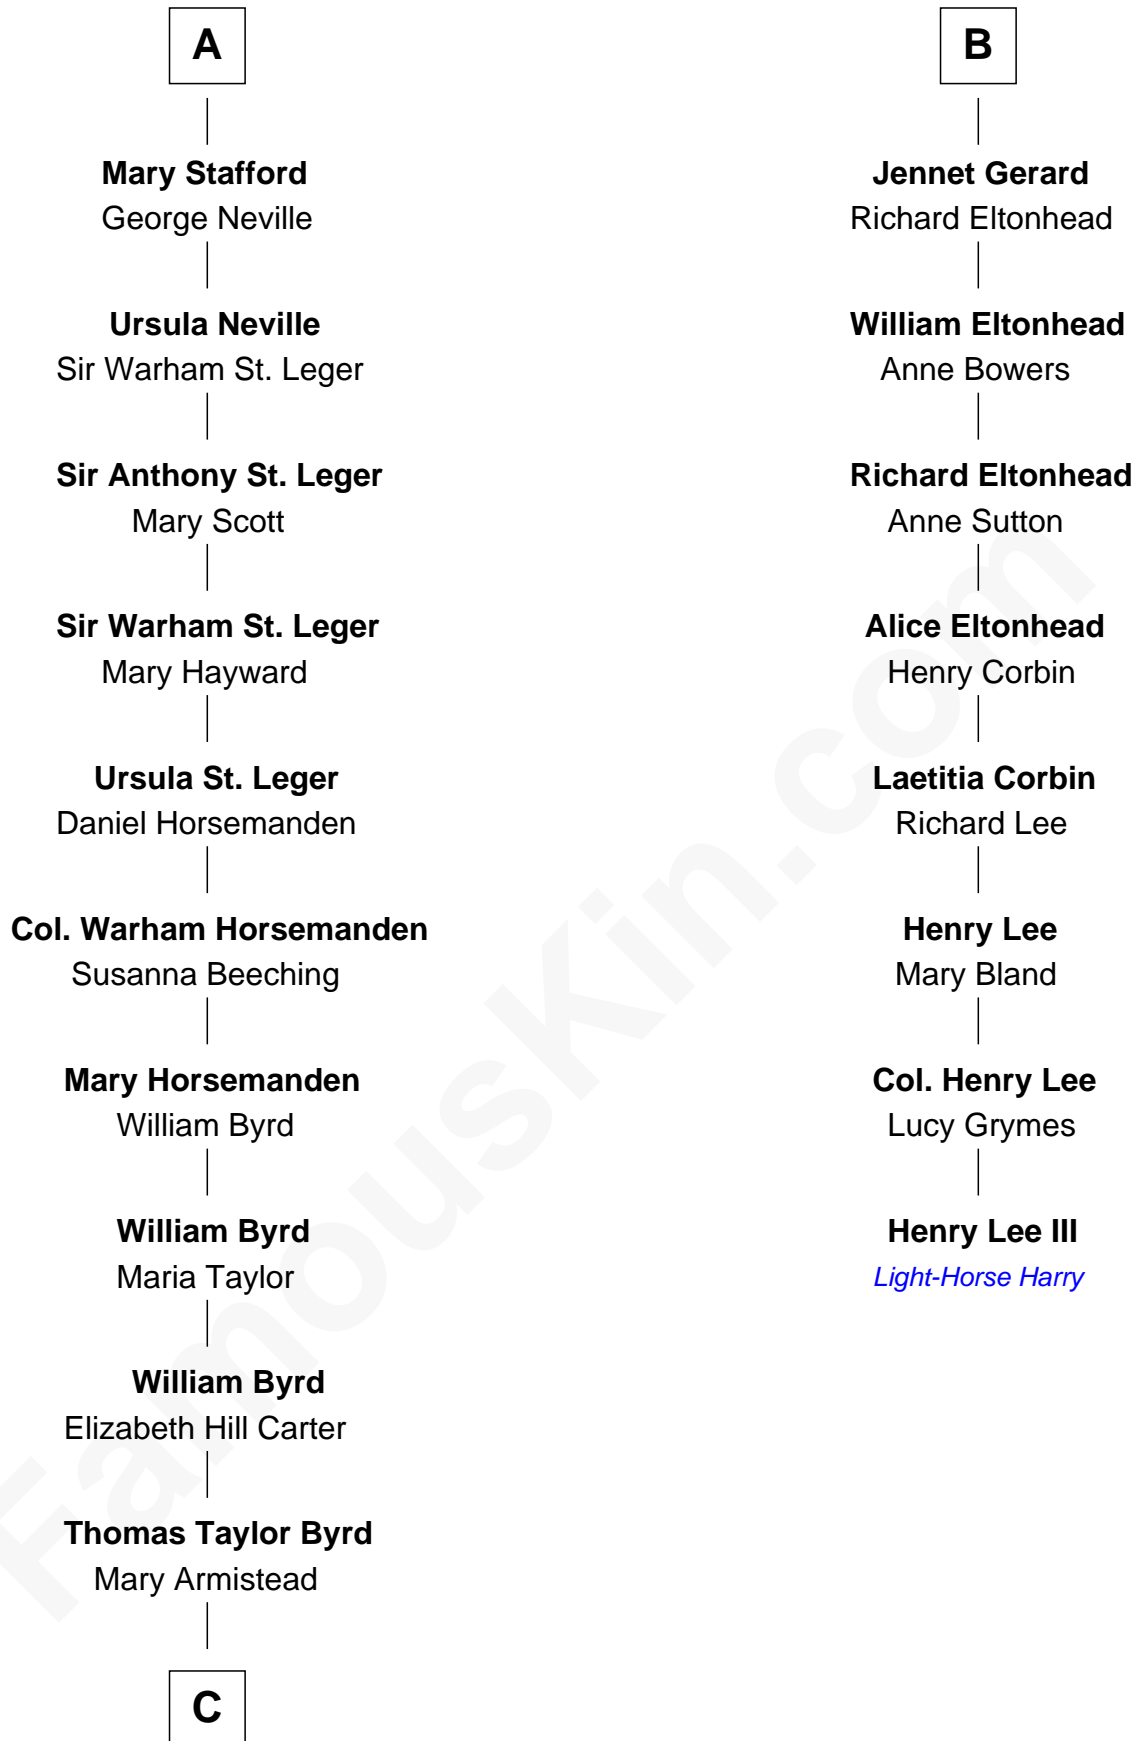 A
Mary Stafford
George Neville
Ursula Neville
Sir Warham St. Leger
Sir Anthony St. Leger
Mary Scott
Sir Warham St. Leger
Mary Hayward
Ursula St. Leger
Daniel Horsemanden
Col. Warham Horsemanden
Susanna Beeching
Mary Horsemanden
William Byrd
William Byrd
Maria Taylor
William Byrd
Elizabeth Hill Carter
Thomas Taylor Byrd
Mary Armistead
C
B
Jennet Gerard
Richard Eltonhead
William Eltonhead
Anne Bowers
Richard Eltonhead
Anne Sutton
Alice Eltonhead
Henry Corbin
Laetitia Corbin
Richard Lee
Henry Lee
Mary Bland
Col. Henry Lee
Lucy Grymes
Henry Lee III
Light-Horse Harry
FamousKin.com